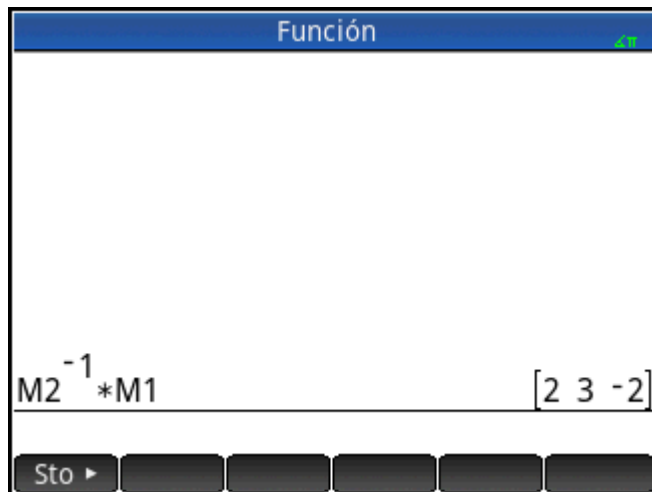 Función
∡π
M2⁻¹*M1
[2 3 -2]
Sto ►